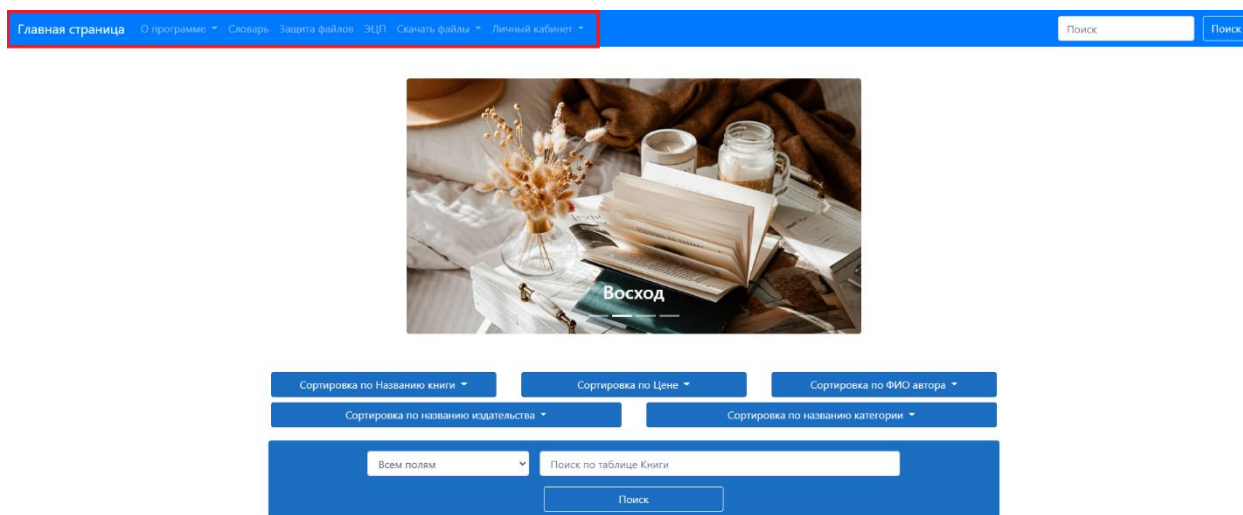 Главная страница О программе Словарь Защита файлов ЭЦП Скачать файлы Личный кабинет Поиск Поиск
Восход
Сортировка по Названию книги Сортировка по Цене Сортировка по ФИО автора
Сортировка по названию издательства Сортировка по названию категории
Всем полям Поиск по таблице Книги
Поиск